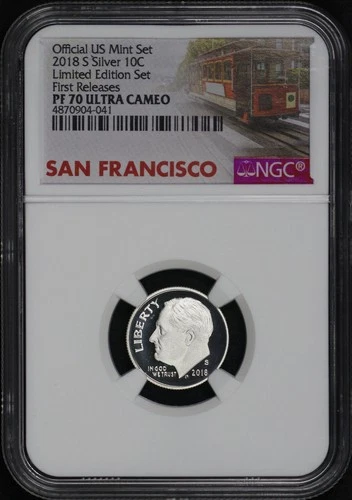 Official US Mint Set
2018 S Silver 10C
Limited Edition Set
First Releases
PF 70 ULTRA CAMEO
4870904-041
SAN FRANCISCO
NGC®
LIBERTY
IN GOD
WE TRUST
S
2018